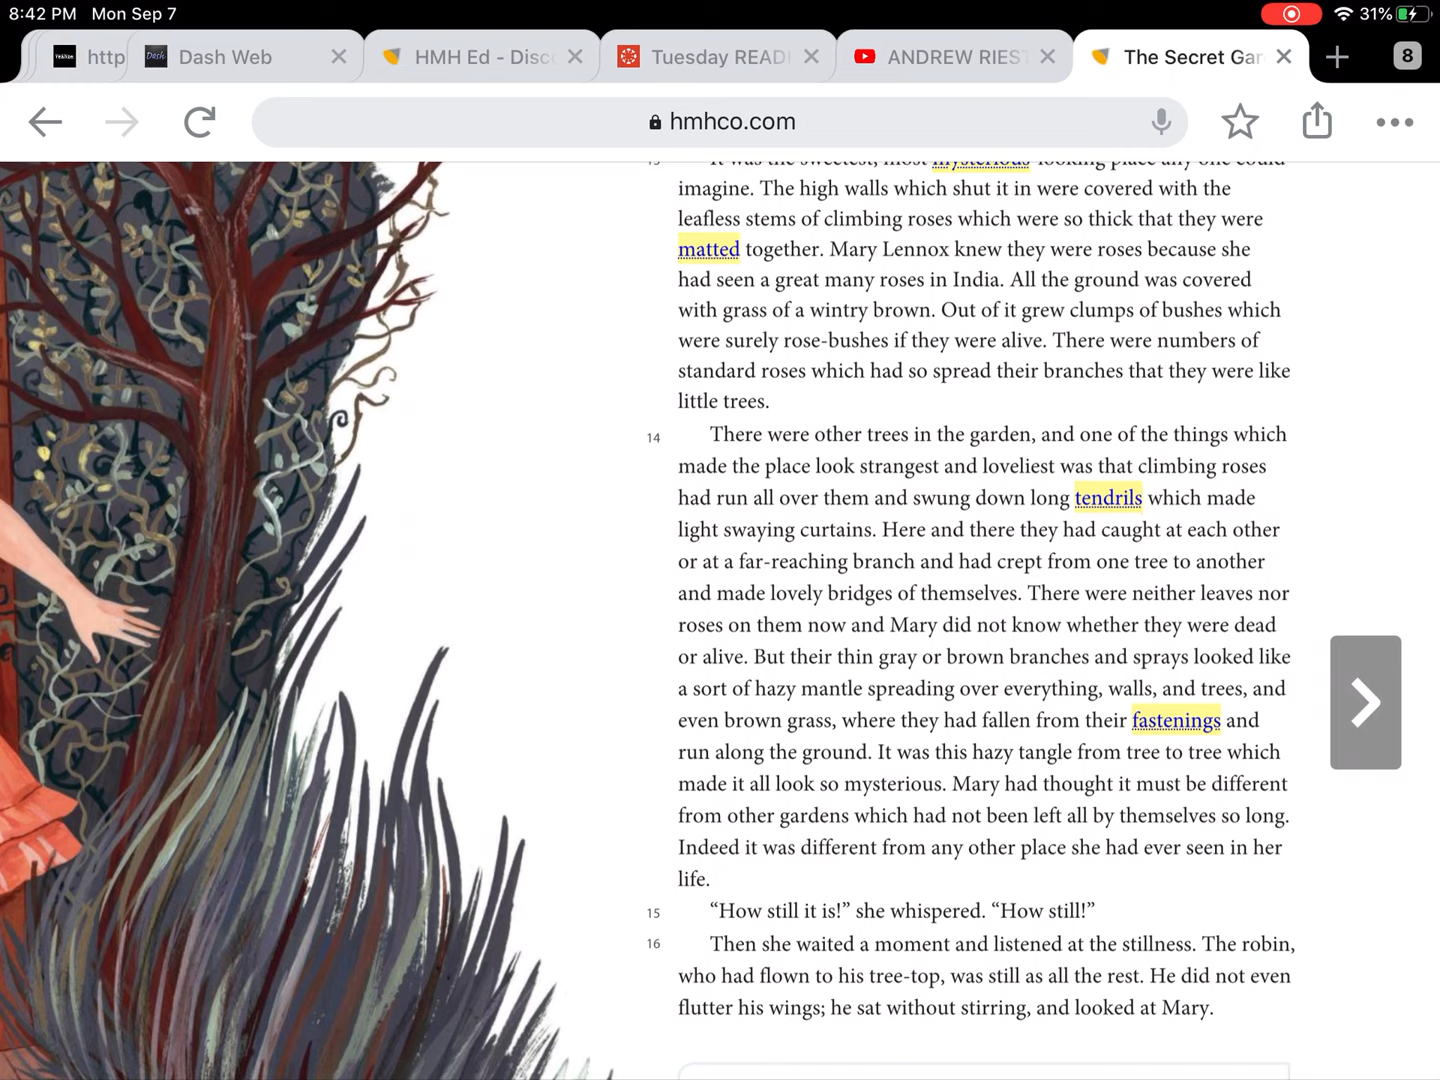 8:42 PM Mon Sep 7
31%
http
Dash Web
HMH Ed - Disc
Tuesday READ
ANDREW RIEST
The Secret Gar
8
hmhco.com
It was the sweetest, most mysterious-looking place any one could
imagine. The high walls which shut it in were covered with the
leafless stems of climbing roses which were so thick that they were
matted together. Mary Lennox knew they were roses because she
had seen a great many roses in India. All the ground was covered
with grass of a wintry brown. Out of it grew clumps of bushes which
were surely rose-bushes if they were alive. There were numbers of
standard roses which had so spread their branches that they were like
little trees.
14 There were other trees in the garden, and one of the things which
made the place look strangest and loveliest was that climbing roses
had run all over them and swung down long tendrils which made
light swaying curtains. Here and there they had caught at each other
or at a far-reaching branch and had crept from one tree to another
and made lovely bridges of themselves. There were neither leaves nor
roses on them now and Mary did not know whether they were dead
or alive. But their thin gray or brown branches and sprays looked like
a sort of hazy mantle spreading over everything, walls, and trees, and
even brown grass, where they had fallen from their fastenings and
run along the ground. It was this hazy tangle from tree to tree which
made it all look so mysterious. Mary had thought it must be different
from other gardens which had not been left all by themselves so long.
Indeed it was different from any other place she had ever seen in her
life.
15 “How still it is!” she whispered. “How still!”
16 Then she waited a moment and listened at the stillness. The robin,
who had flown to his tree-top, was still as all the rest. He did not even
flutter his wings; he sat without stirring, and looked at Mary.